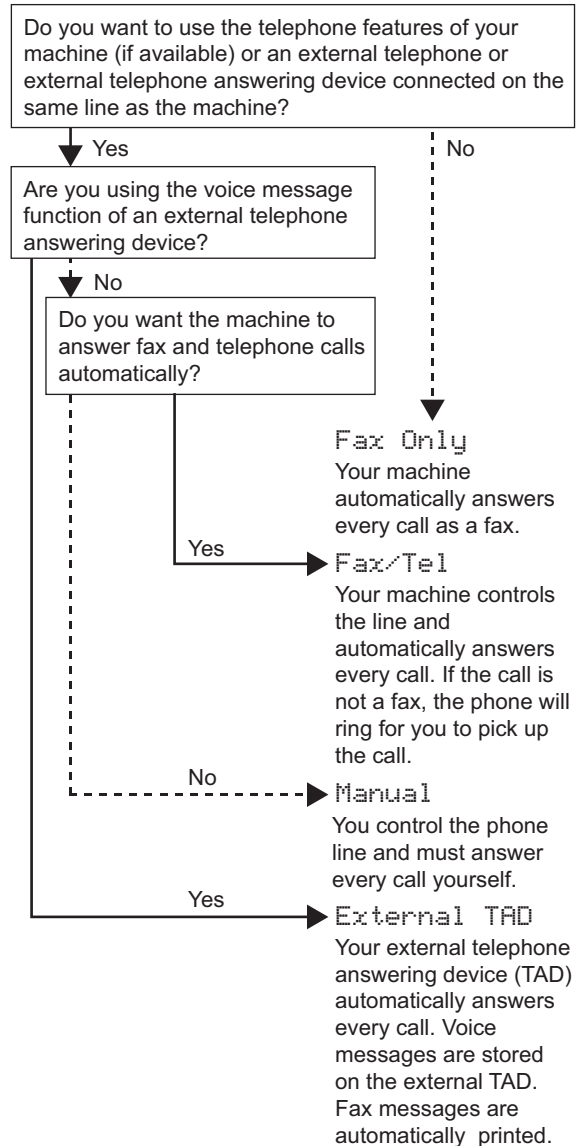 Do you want to use the telephone features of your
machine (if available) or an external telephone or
external telephone answering device connected on the
same line as the machine?
Yes
No
Are you using the voice message
function of an external telephone
answering device?
No
Do you want the machine to
answer fax and telephone calls
automatically?
Fax Only
Your machine
automatically answers
every call as a fax.
Yes
Fax/Tel
Your machine controls
the line and
automatically answers
every call. If the call is
not a fax, the phone will
ring for you to pick up
the call.
No
Manual
You control the phone
line and must answer
every call yourself.
Yes
External TAD
Your external telephone
answering device (TAD)
automatically answers
every call. Voice
messages are stored
on the external TAD.
Fax messages are
automatically printed.